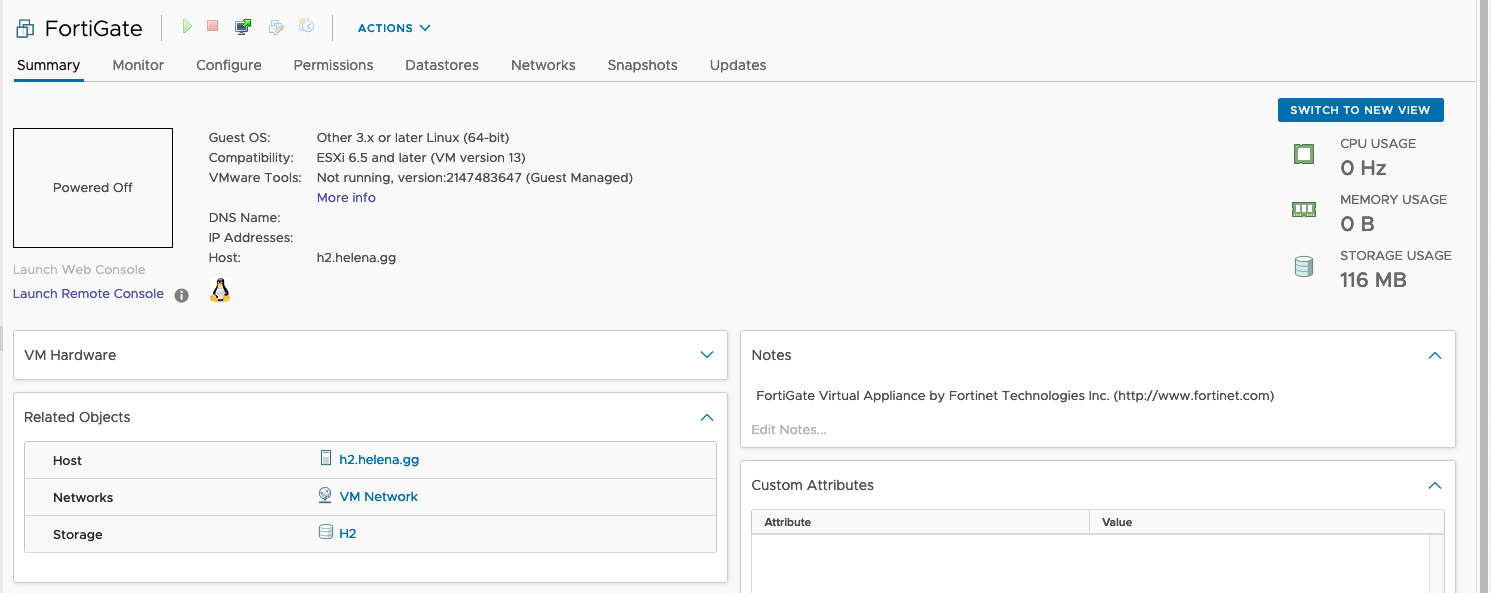 FortiGate
ACTIONS
Summary Monitor Configure Permissions Datastores Networks Snapshots Updates
SWITCH TO NEW VIEW
Powered Off
Launch Web Console
Launch Remote Console
Guest OS: Other 3.x or later Linux (64-bit)
Compatibility: ESXi 6.5 and later (VM version 13)
VMware Tools: Not running, version:2147483647 (Guest Managed)
More info
DNS Name:
IP Addresses:
Host: h2.helena.gg
CPU USAGE
0 Hz
MEMORY USAGE
0 B
STORAGE USAGE
116 MB
VM Hardware
Related Objects
Host h2.helena.gg
Networks VM Network
Storage H2
Notes
FortiGate Virtual Appliance by Fortinet Technologies Inc. (http://www.fortinet.com)
Edit Notes...
Custom Attributes
Attribute Value